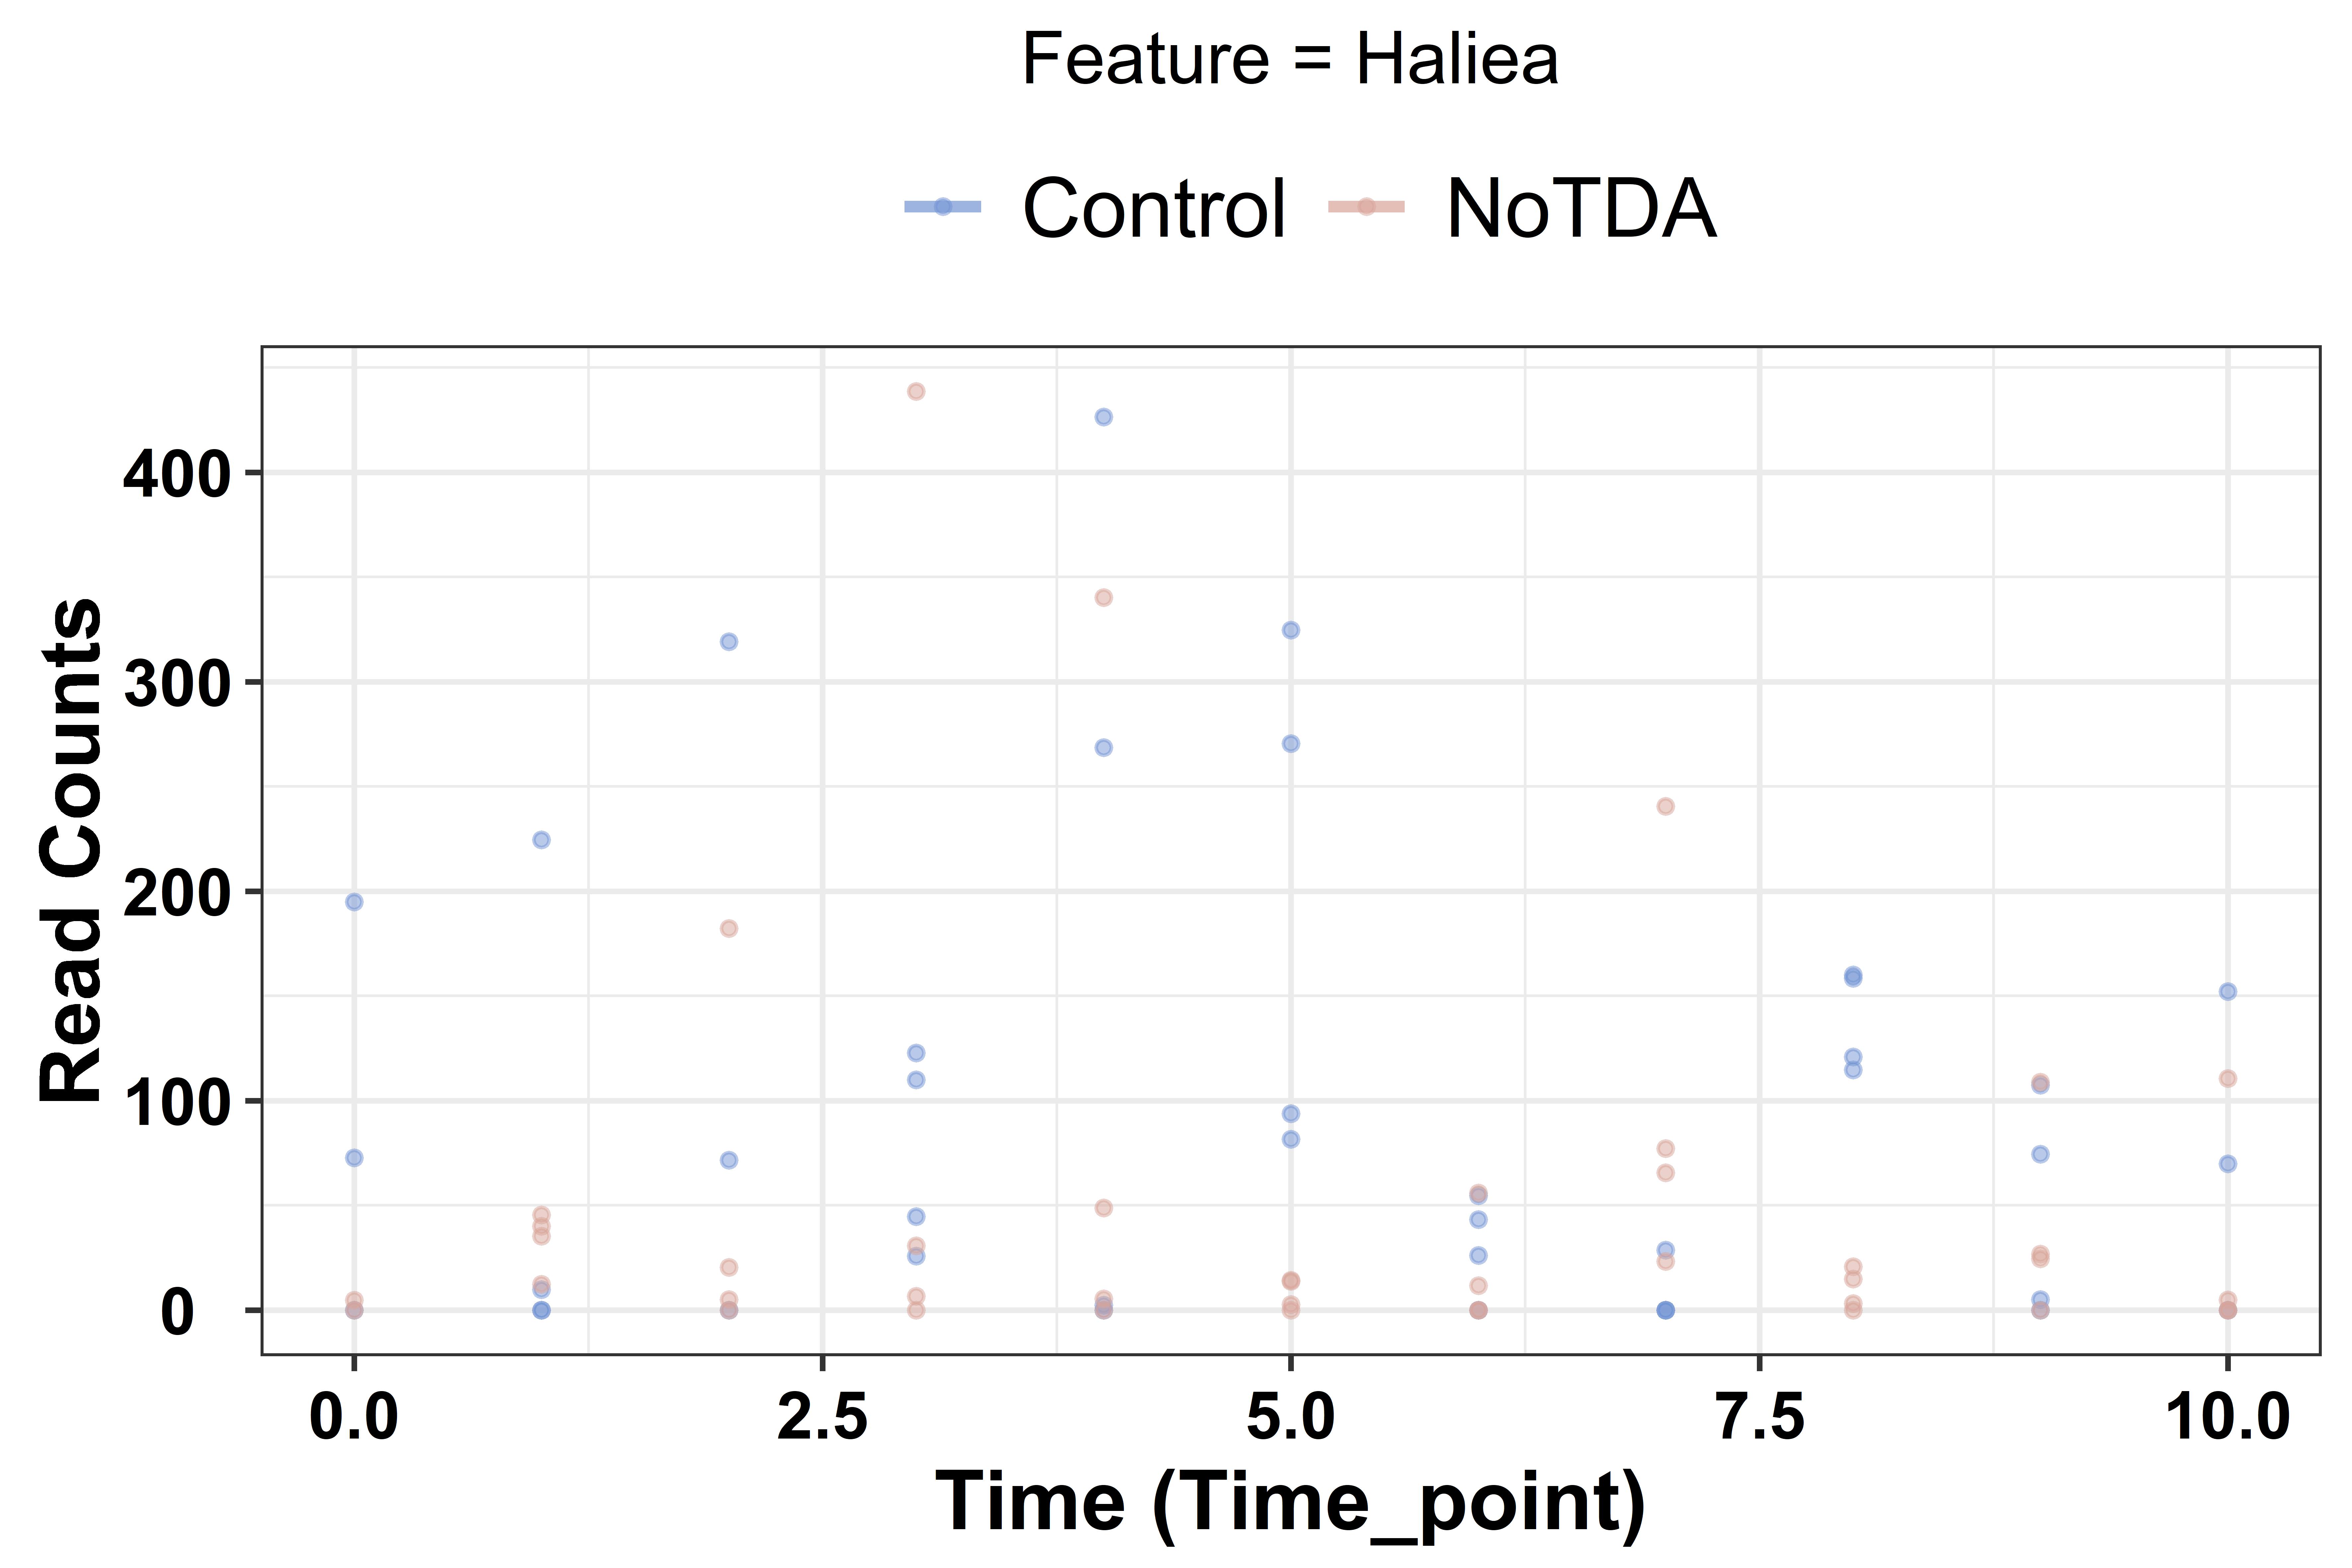 Feature = Haliea
Control NoTDA
Read Counts
400
300
200
100
0
0.0 2.5 5.0 7.5 10.0
Time (Time_point)